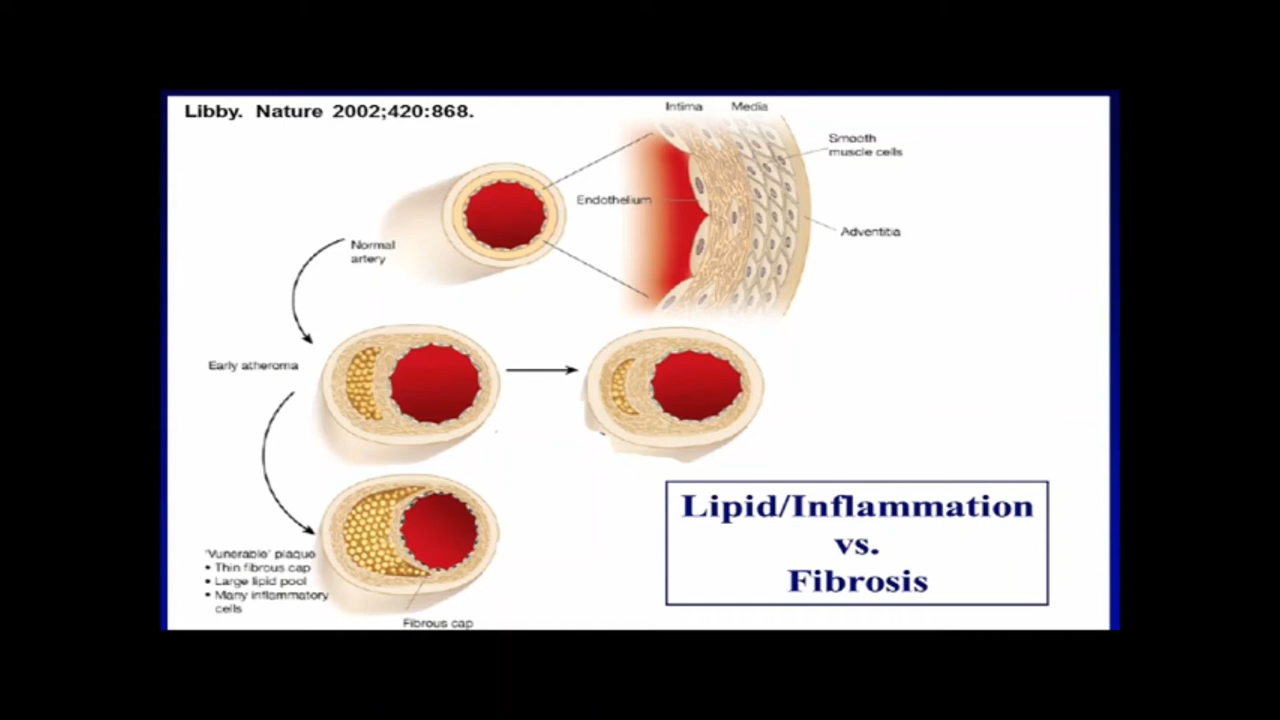 Libby. Nature 2002;420:868.
Intima Media
Smooth
muscle cells
Endothelium
Adventitia
Normal
artery
Early atheroma
'Vunerable' plaque
• Thin fibrous cap
• Large lipid pool
• Many inflammatory
cells
Fibrous cap
Lipid/Inflammation
vs.
Fibrosis